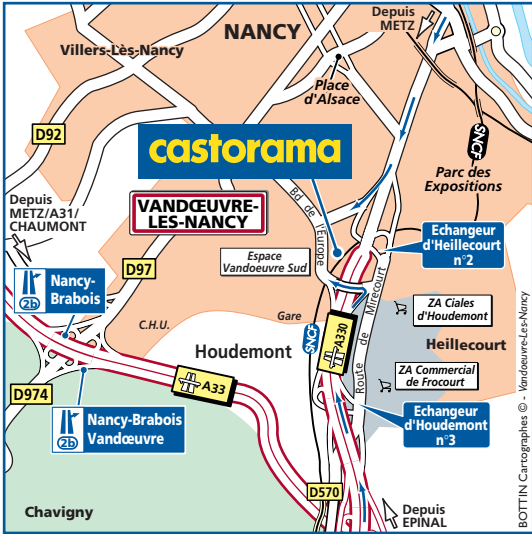 Depuis
METZ
NANCY
Villers-Lès-Nancy
Place
d'Alsace
D92
SNCF
castorama
Parc des
Expositions
Depuis
METZ/A31/
CHAUMONT
VANDŒUVRE-
LES-NANCY
Bd de l'Europe
Echangeur
d'Heillecourt
n°2
Espace
Vandoeuvre Sud
D97
2b
Nancy-
Brabois
Route de Mirecourt
ZA Ciales
d'Houdemont
C.H.U.
Gare
SNCF
A330
Houdemont
Heillecourt
ZA Commercial
de Frocourt
D974
A33
2b
Nancy-Brabois
Vandœuvre
Echangeur
d'Houdemont
n°3
D570
Chavigny
Depuis
EPINAL
BOTTIN Cartographes © - Vandoeuvre-Les-Nancy